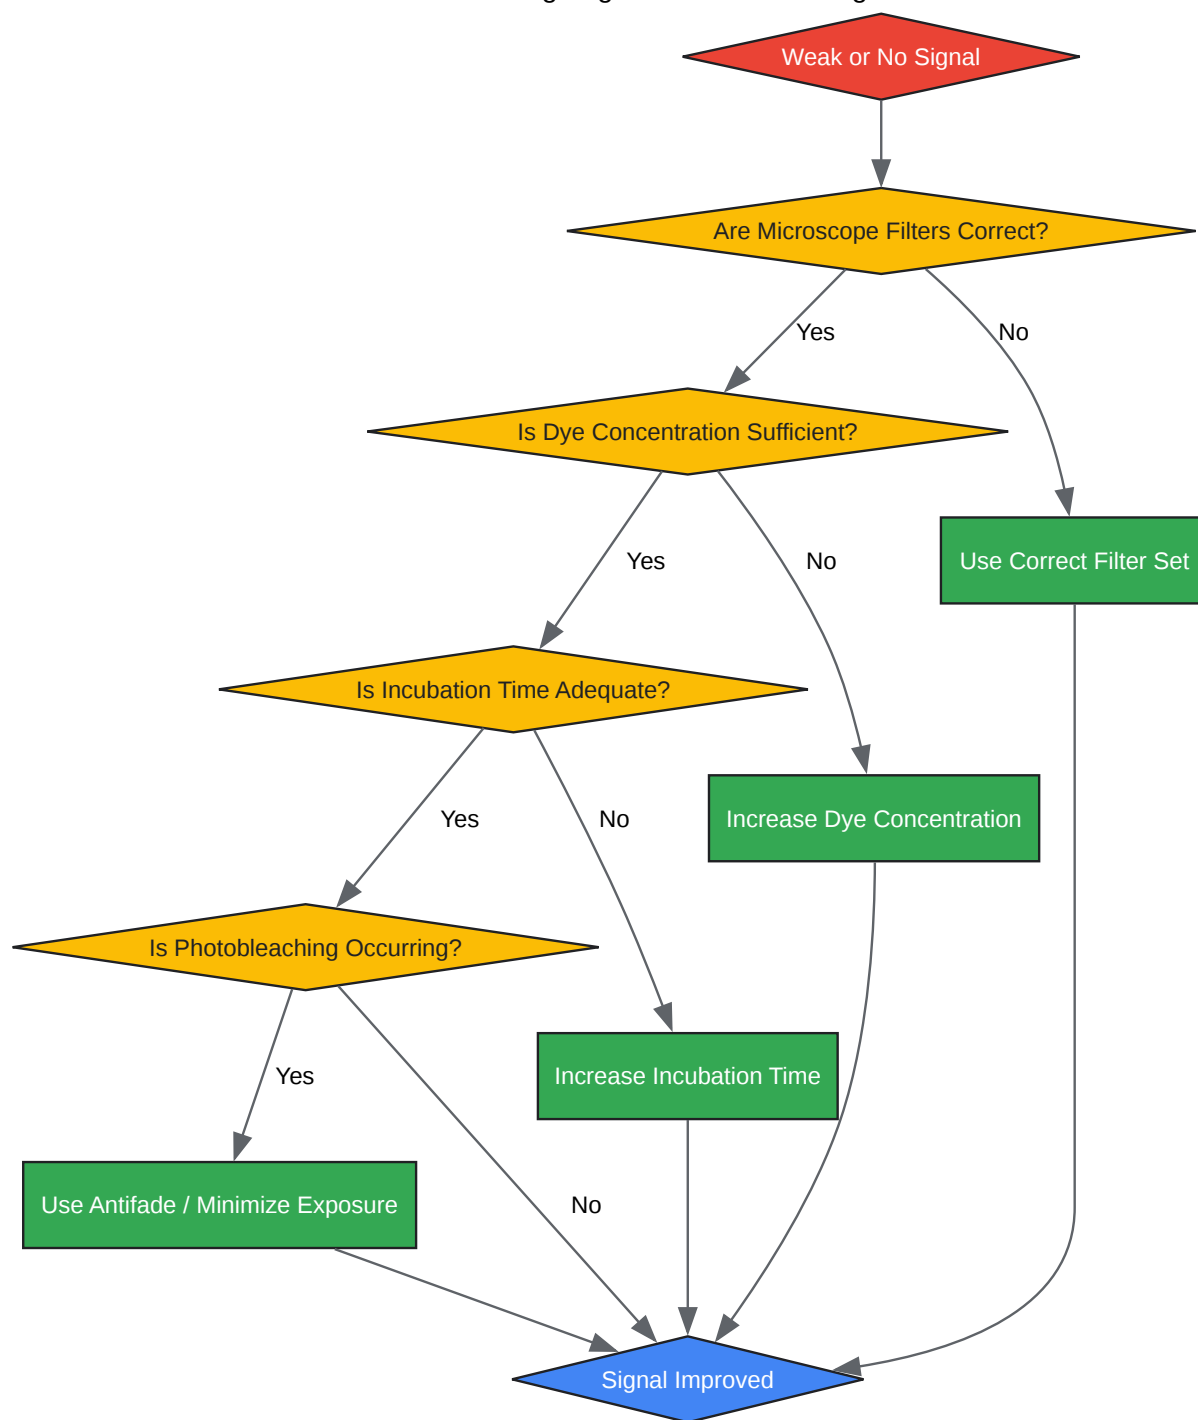 Weak or No Signal
Are Microscope Filters Correct?
Yes
No
Is Dye Concentration Sufficient?
Yes
No
Use Correct Filter Set
Is Incubation Time Adequate?
Yes
No
Increase Dye Concentration
Is Photobleaching Occurring?
Yes
Increase Incubation Time
Use Antifade / Minimize Exposure
No
Signal Improved